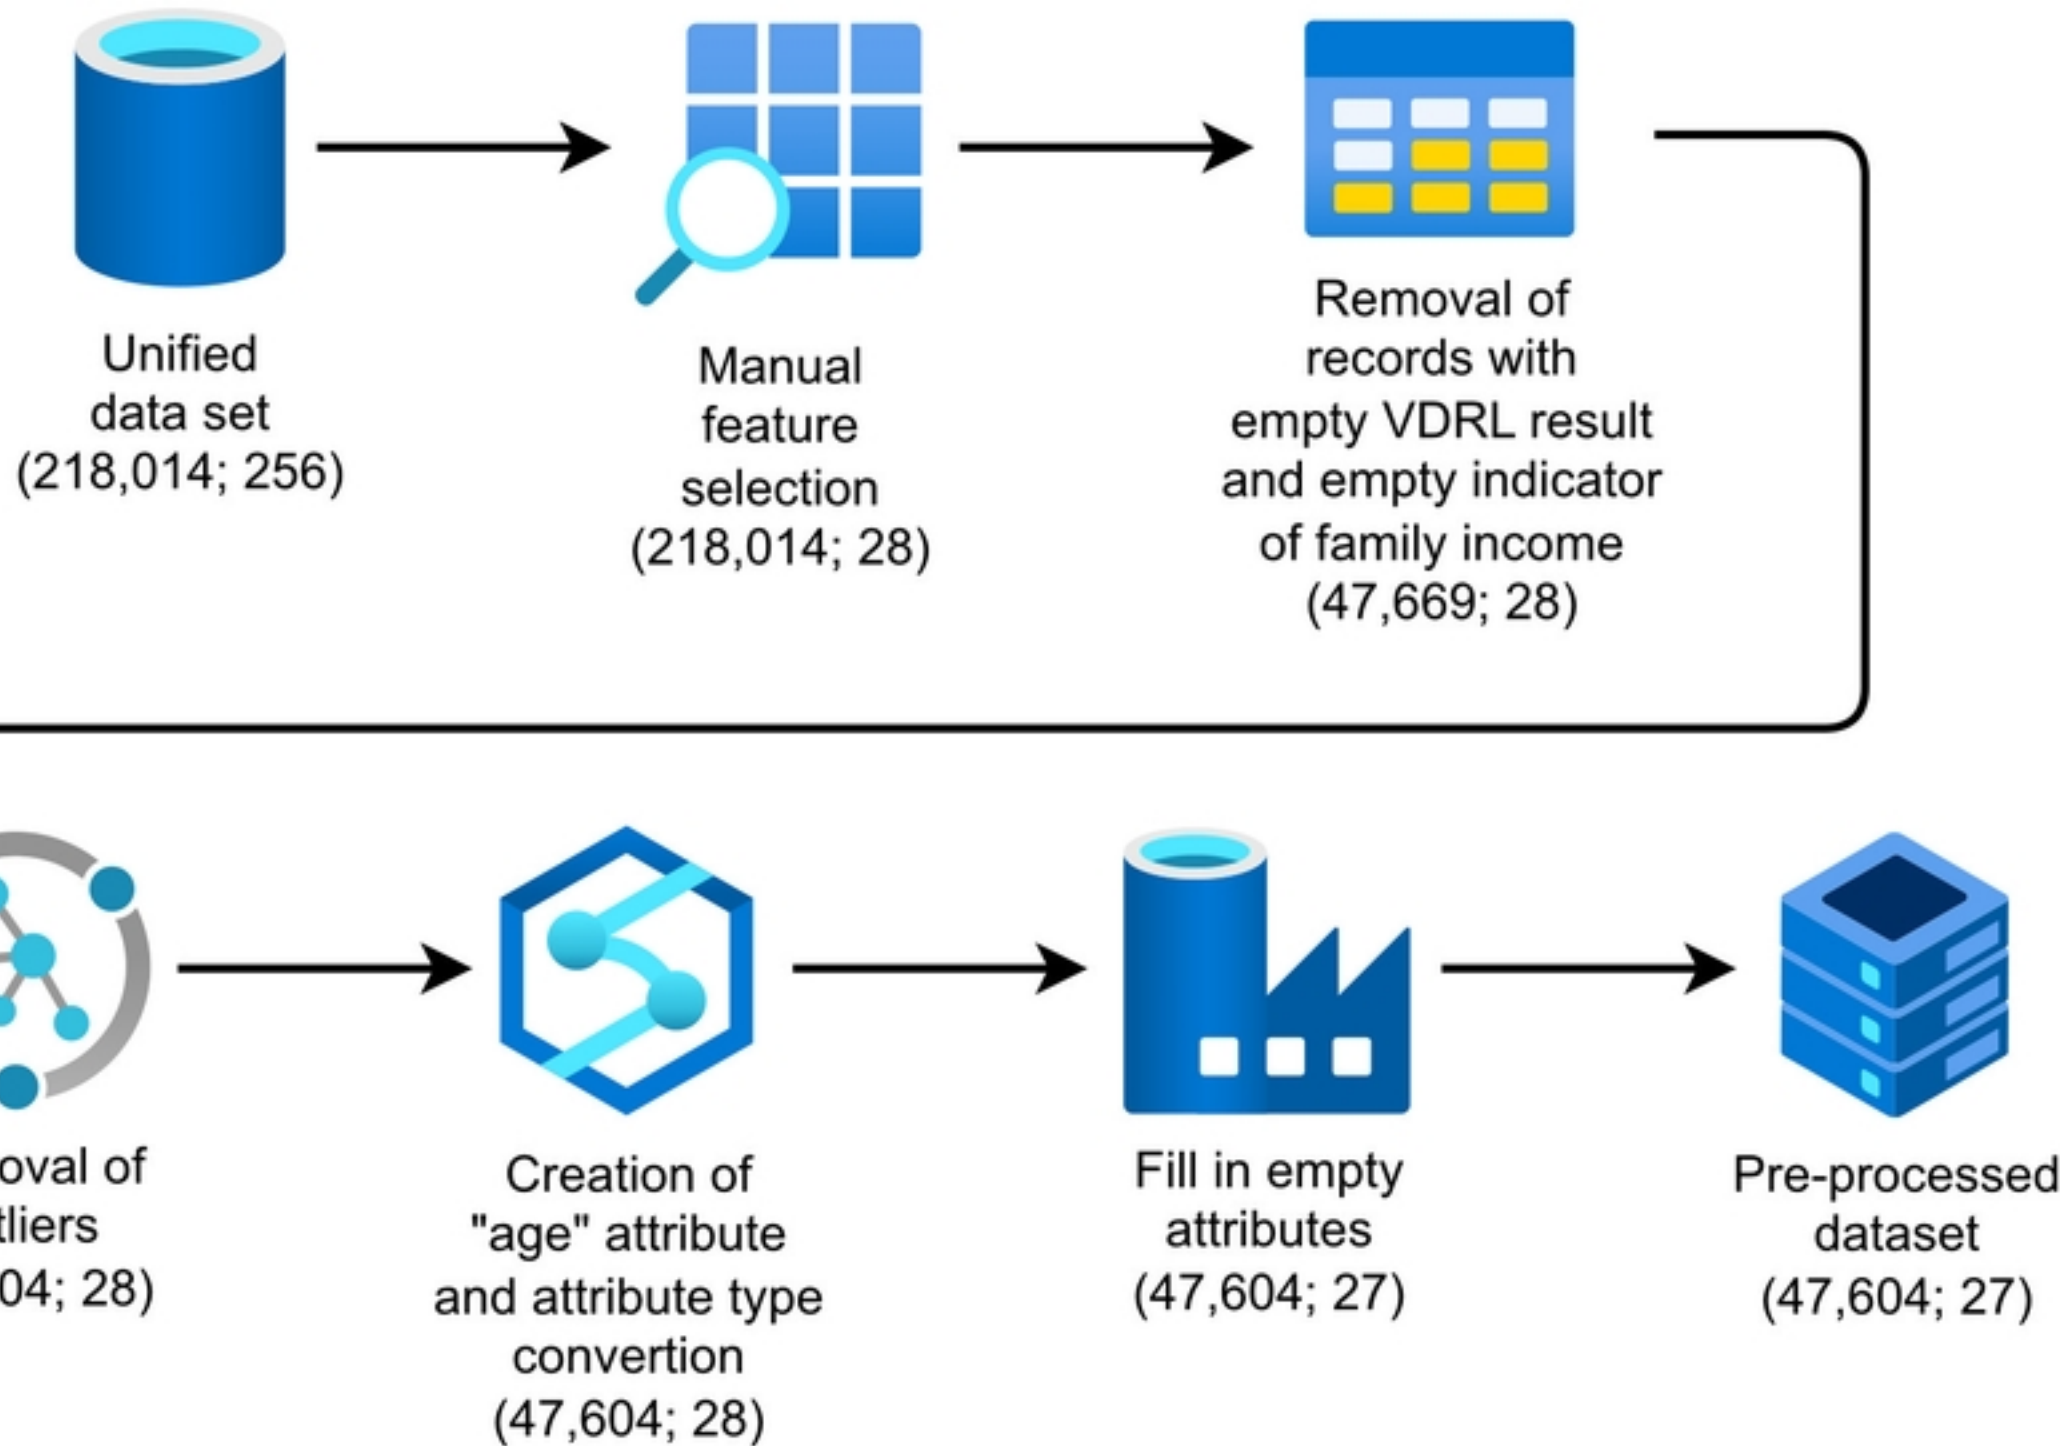 Unified
data set
(218,014; 256)
Manual
feature
selection
(218,014; 28)
Removal of
records with
empty VDRL result
and empty indicator
of family income
(47,669; 28)
oval of
tliers
04; 28)
Creation of
"age" attribute
and attribute type
convertion
(47,604; 28)
Fill in empty
attributes
(47,604; 27)
Pre-processed
dataset
(47,604; 27)